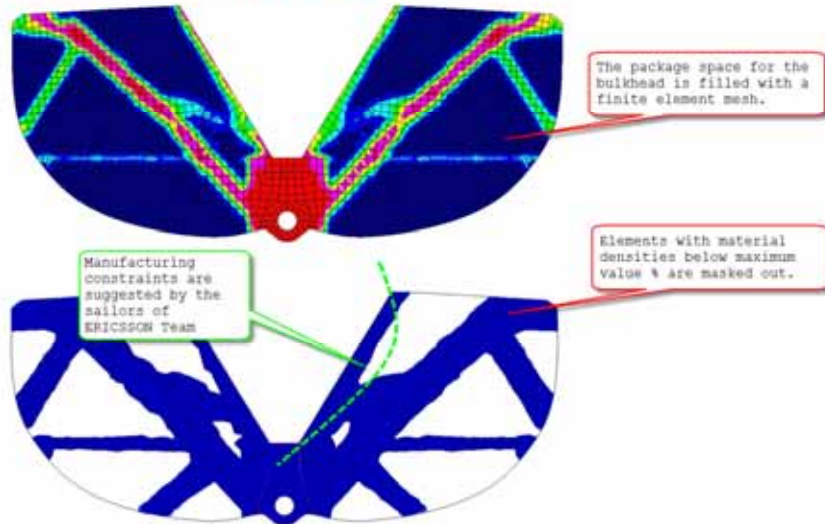 The package space for the
bulkhead is filled with a
finite element mesh.
Elements with material
densities below maximum
value % are masked out.
Manufacturing
constraints are
suggested by the
sailors of
ERICSSON Team